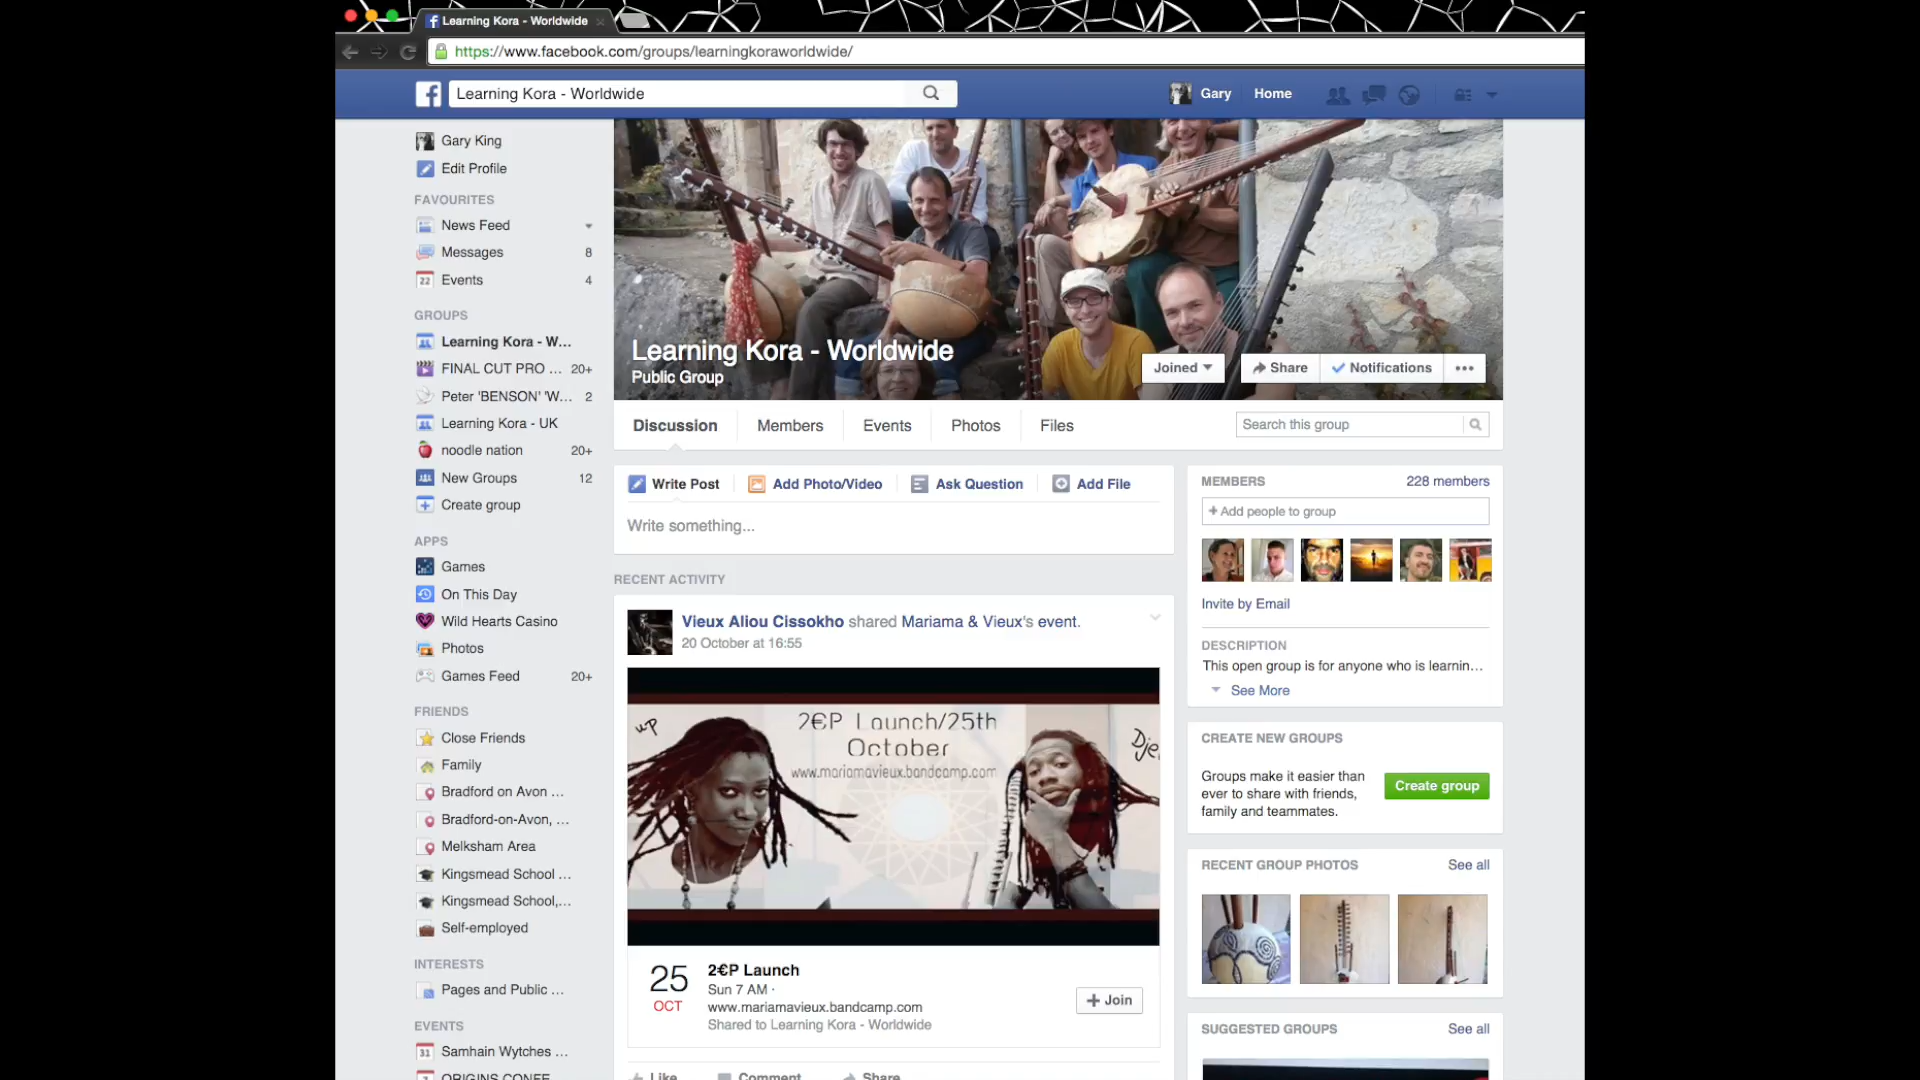 Learning Kora - Worldwide
https://www.facebook.com/groups/learningkoraworldwide/
Learning Kora - Worldwide
Gary
Home
Gary King
Edit Profile
FAVOURITES
News Feed
Messages 8
Events 4
GROUPS
Learning Kora - W...
FINAL CUT PRO ... 20+
Peter 'BENSON' 'W... 2
Learning Kora - UK
noodle nation 20+
New Groups 12
Create group
APPS
Games
On This Day
Wild Hearts Casino
Photos
Games Feed 20+
FRIENDS
Close Friends
Family
Bradford on Avon ...
Bradford-on-Avon, ...
Melksham Area
Kingsmead School ...
Kingsmead School,...
Self-employed
INTERESTS
Pages and Public ...
EVENTS
31 Samhain Wytches ...
ORIGINS CONFE
Learning Kora - Worldwide
Public Group
Joined
Share
Notifications
Discussion
Members
Events
Photos
Files
Search this group
Write Post
Add Photo/Video
Ask Question
Add File
Write something...
RECENT ACTIVITY
Vieux Aliou Cissokho shared Mariama & Vieux's event.
20 October at 16:55
up
2€P Launch/25th
October
www.mariamavieux.bandcamp.com
Dje
25
OCT
2€P Launch
Sun 7 AM ·
www.mariamavieux.bandcamp.com
Shared to Learning Kora - Worldwide
+ Join
Like
Comment
Share
MEMBERS
228 members
+ Add people to group
Invite by Email
DESCRIPTION
This open group is for anyone who is learnin...
See More
CREATE NEW GROUPS
Groups make it easier than
ever to share with friends,
family and teammates.
Create group
RECENT GROUP PHOTOS
See all
SUGGESTED GROUPS
See all